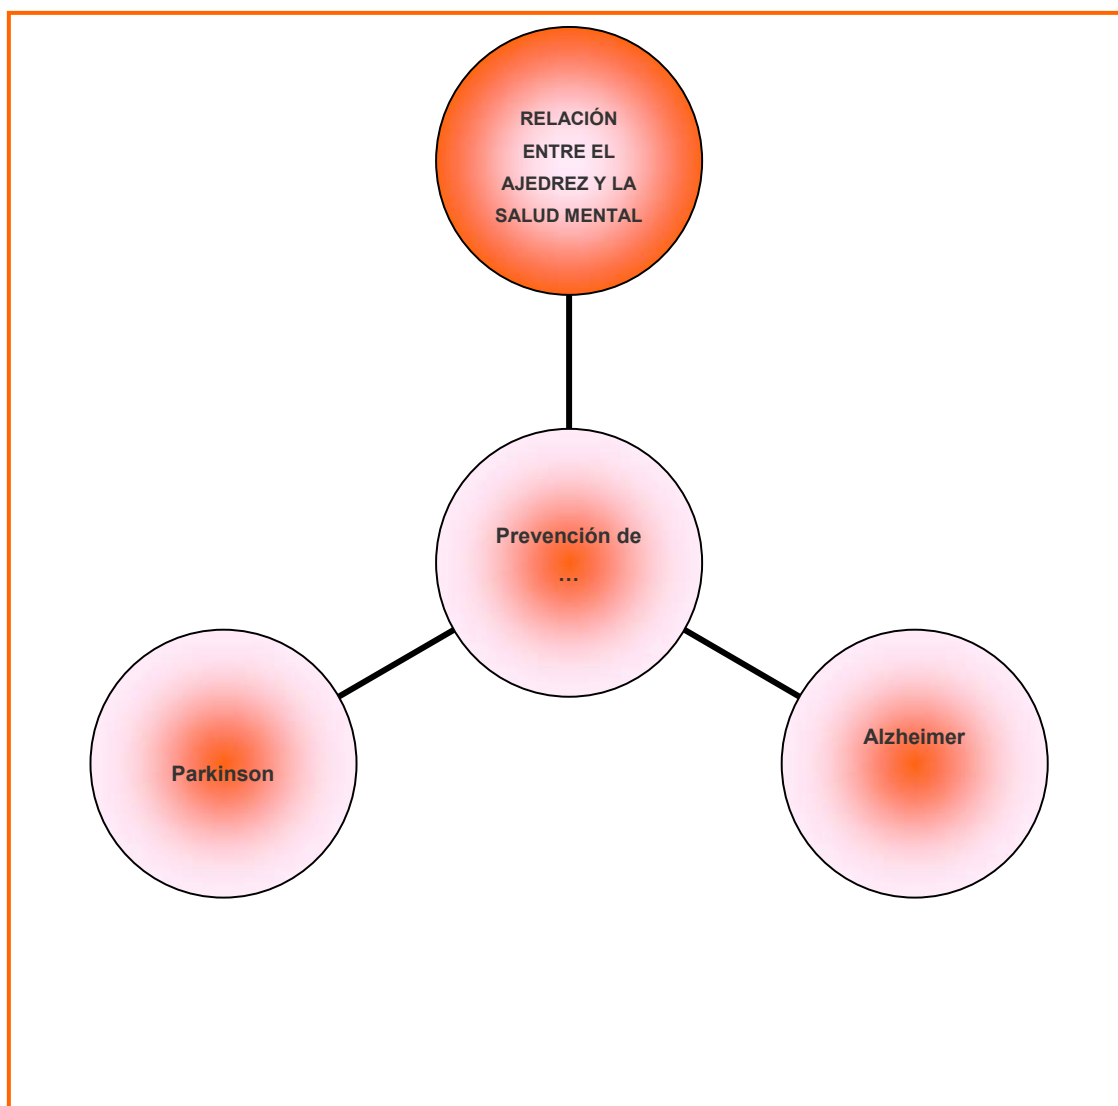 RELACIÓN
ENTRE EL
AJEDREZ Y LA
SALUD MENTAL
Prevención de
...
Parkinson
Alzheimer